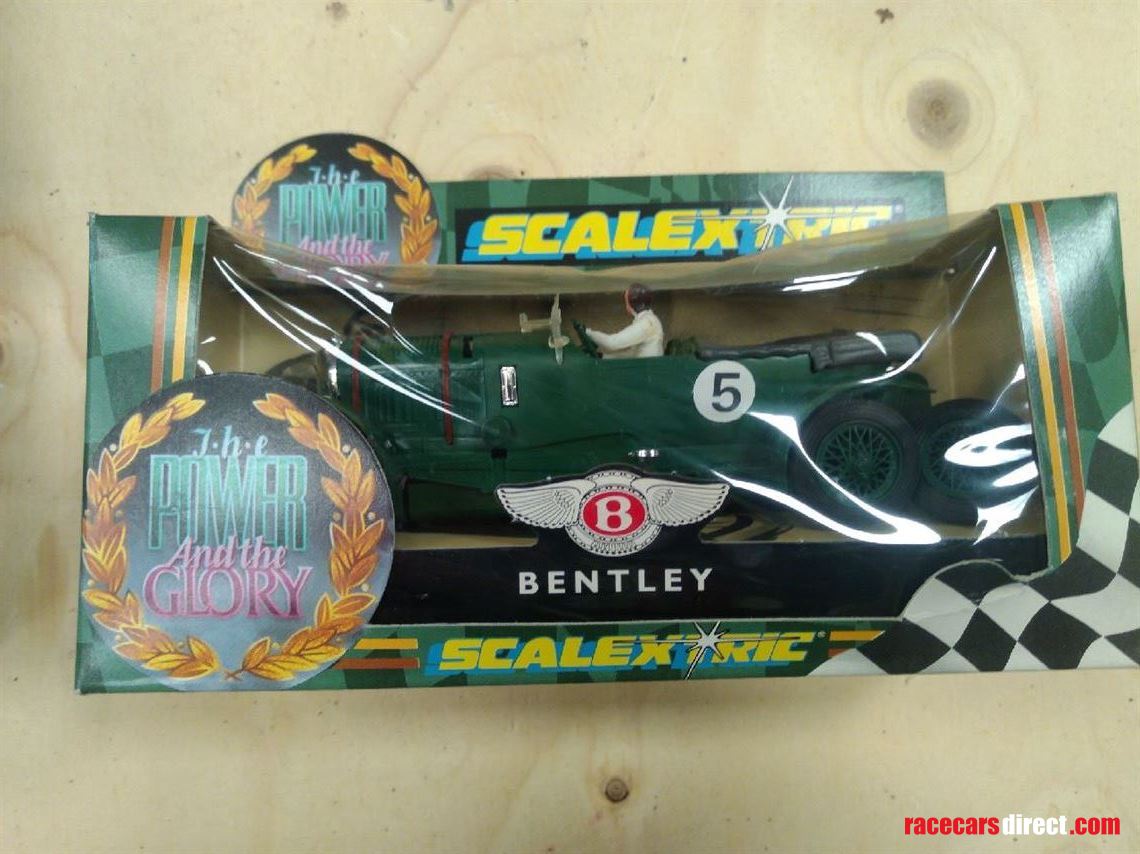 The
POWER
And the
GLORY
SCALEXTRIC®
5
The
POWER
And the
GLORY
B
BENTLEY
SCALEXTRIC®
racecarsdirect.com